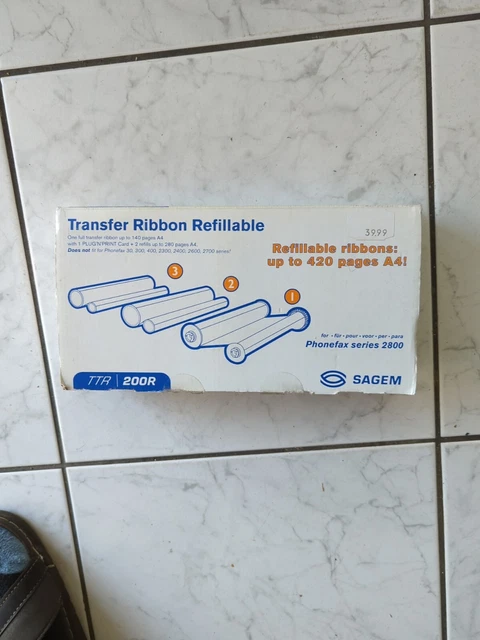 Transfer Ribbon Refillable
One full transfer ribbon up to 140 pages A4
with 1 PLUG'N'PRINT Card + 2 refills up to 280 pages A4.
Does not fit for Phonefax 30, 200, 400, 2300, 2400, 2600, 2700 series!
39.99
Refillable ribbons:
up to 420 pages A4!
3
2
1
for - für - pour - voor - per - para
Phonefax series 2800
TTR 200R
SAGEM